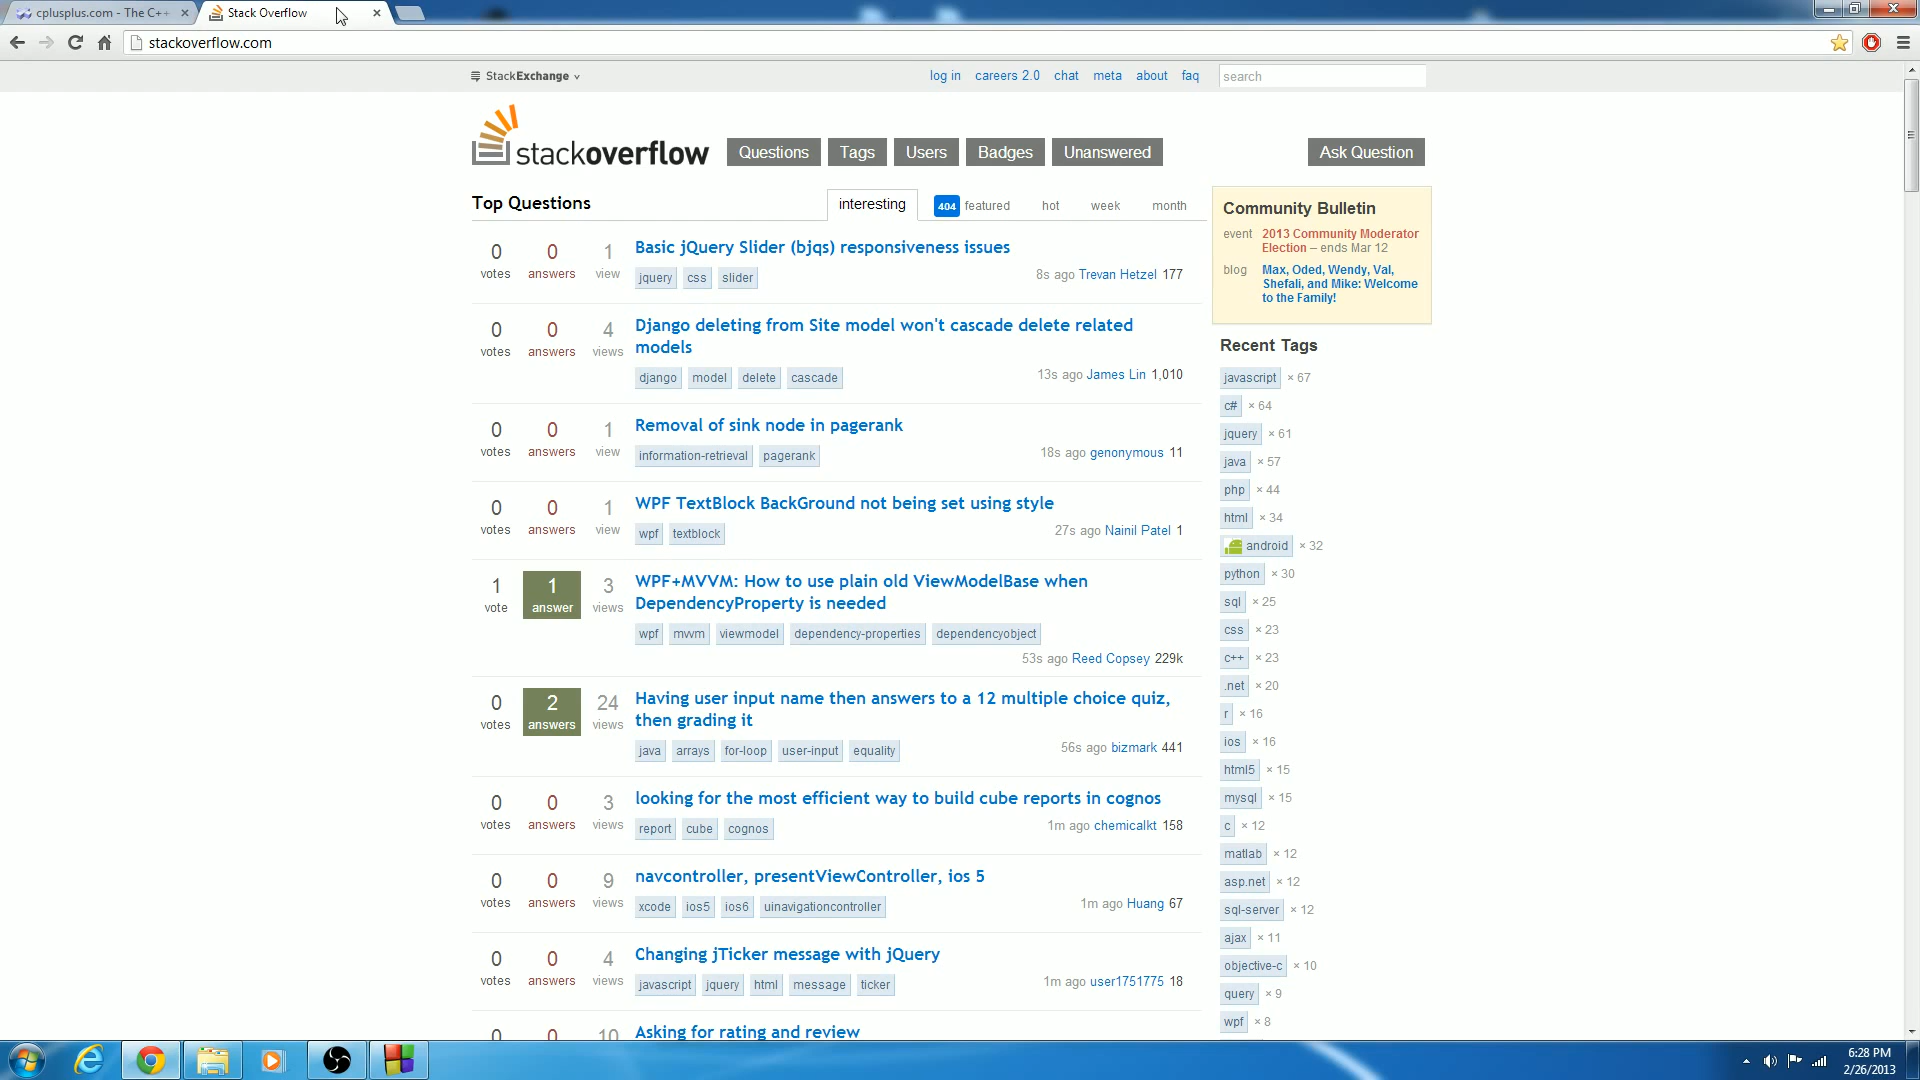 cplusplus.com - The C++
Stack Overflow
stackoverflow.com
StackExchange
log in careers 2.0 chat meta about faq
search
stackoverflow
Questions Tags Users Badges Unanswered
Ask Question
Top Questions
interesting 404 featured hot week month
0 votes 0 answers 1 view
Basic jQuery Slider (bjqs) responsiveness issues
jquery css slider
8s ago Trevan Hetzel 177
0 votes 0 answers 4 views
Django deleting from Site model won't cascade delete related
models
django model delete cascade
13s ago James Lin 1,010
0 votes 0 answers 1 view
Removal of sink node in pagerank
information-retrieval pagerank
18s ago genonymous 11
0 votes 0 answers 1 view
WPF TextBlock BackGround not being set using style
wpf textblock
27s ago Nainil Patel 1
1 vote 1 answer 3 views
WPF+MVVM: How to use plain old ViewModelBase when
DependencyProperty is needed
wpf mvvm viewmodel dependency-properties dependencyobject
53s ago Reed Copsey 229k
0 votes 2 answers 24 views
Having user input name then answers to a 12 multiple choice quiz,
then grading it
java arrays for-loop user-input equality
56s ago bizmark 441
0 votes 0 answers 3 views
looking for the most efficient way to build cube reports in cognos
report cube cognos
1m ago chemicalkt 158
0 votes 0 answers 9 views
navcontroller, presentViewController, ios 5
xcode ios5 ios6 uinavigationcontroller
1m ago Huang 67
0 votes 0 answers 4 views
Changing jTicker message with jQuery
javascript jquery html message ticker
1m ago user1751775 18
0 0 10
Asking for rating and review
Community Bulletin
event 2013 Community Moderator
Election – ends Mar 12
blog Max, Oded, Wendy, Val,
Shefali, and Mike: Welcome
to the Family!
Recent Tags
javascript × 67
c# × 64
jquery × 61
java × 57
php × 44
html × 34
android × 32
python × 30
sql × 25
css × 23
c++ × 23
.net × 20
r × 16
ios × 16
html5 × 15
mysql × 15
c × 12
matlab × 12
asp.net × 12
sql-server × 12
ajax × 11
objective-c × 10
query × 9
wpf × 8
6:28 PM
2/26/2013